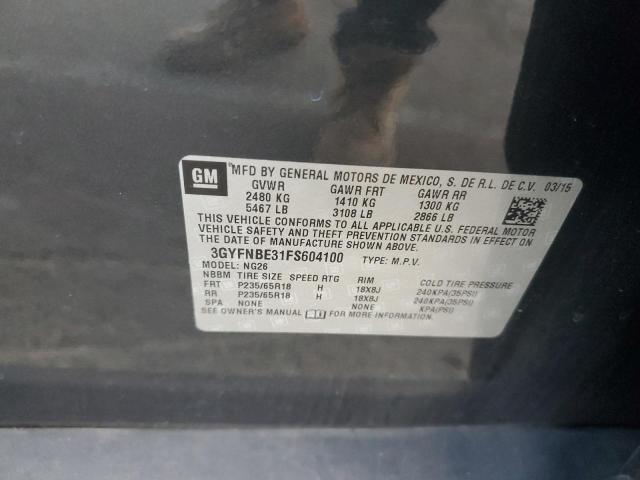 GM
MFD BY GENERAL MOTORS DE MEXICO, S. DE R.L. DE C.V. 03/15
GVWR GAWR FRT GAWR RR
2480 KG 1410 KG 1300 KG
5467 LB 3108 LB 2866 LB
THIS VEHICLE CONFORMS TO ALL APPLICABLE U.S. FEDERAL MOTOR
VEHICLE SAFETY, BUMPER, AND THEFT PREVENTION STANDARDS IN
EFFECT ON THE DATE OF MANUFACTURE SHOWN ABOVE.
3GYFNBE31FS604100 TYPE: M.P.V.
MODEL: NG26
NBBM TIRE SIZE SPEED RTG RIM COLD TIRE PRESSURE
FRT P235/65R18 H 18X8J 240KPA(35PSI)
RR P235/65R18 H 18X8J 240KPA(35PSI)
SPA NONE NONE KPA(PSI)
SEE OWNER'S MANUAL FOR MORE INFORMATION.